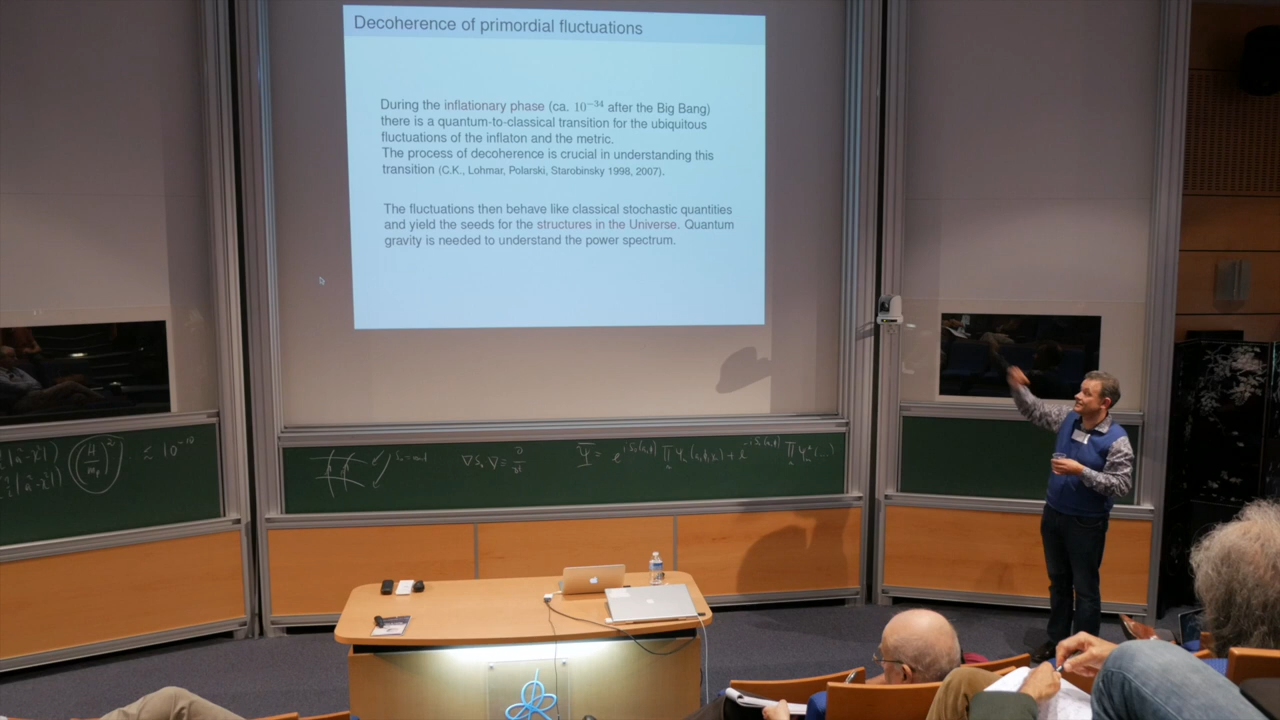 Decoherence of primordial fluctuations
During the inflationary phase (ca. 10⁻³⁴ after the Big Bang)
there is a quantum-to-classical transition for the ubiquitous
fluctuations of the inflaton and the metric.
The process of decoherence is crucial in understanding this
transition (C.K., Lohmar, Polarski, Starobinsky 1998, 2007).
The fluctuations then behave like classical stochastic quantities
and yield the seeds for the structures in the Universe. Quantum
gravity is needed to understand the power spectrum.